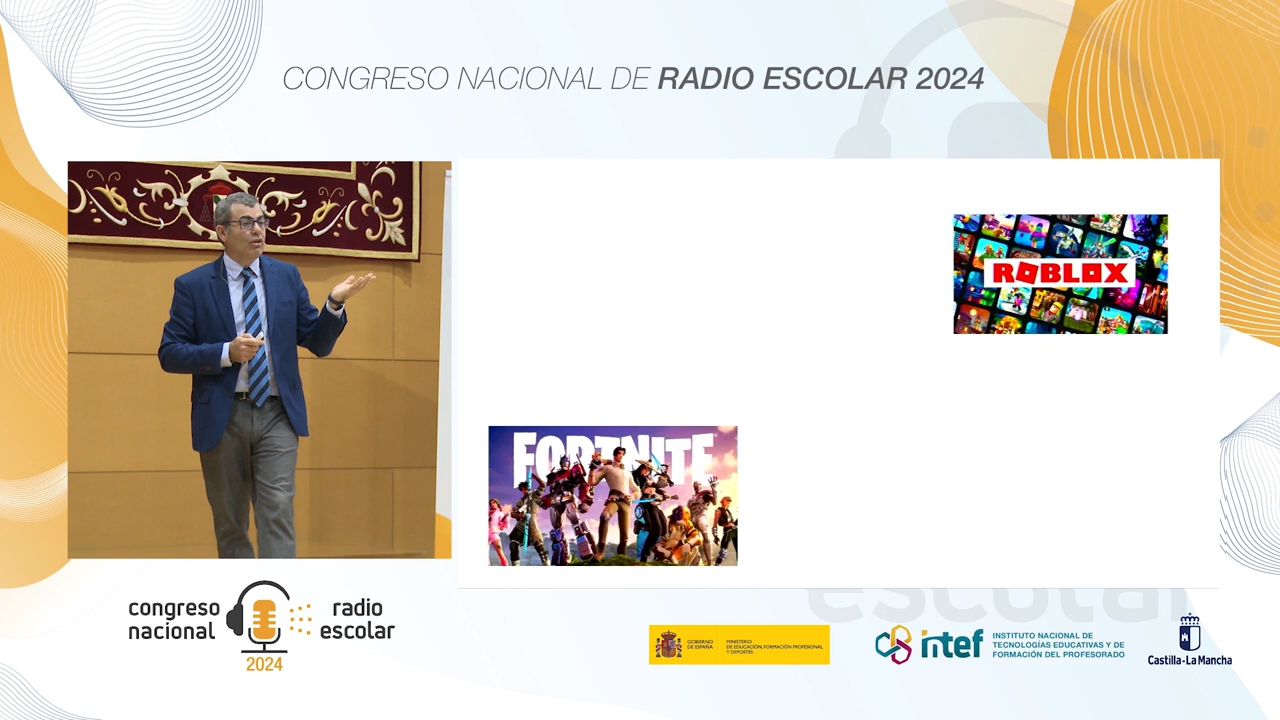 CONGRESO NACIONAL DE RADIO ESCOLAR 2024
ROBLOX
FORTNITE
congreso
nacional
radio
escolar
2024
escolar
GOBIERNO
DE ESPAÑA
MINISTERIO
DE EDUCACIÓN, FORMACIÓN PROFESIONAL
Y DEPORTES
intef
INSTITUTO NACIONAL DE
TECNOLOGÍAS EDUCATIVAS Y DE
FORMACIÓN DEL PROFESORADO
Castilla-La Mancha